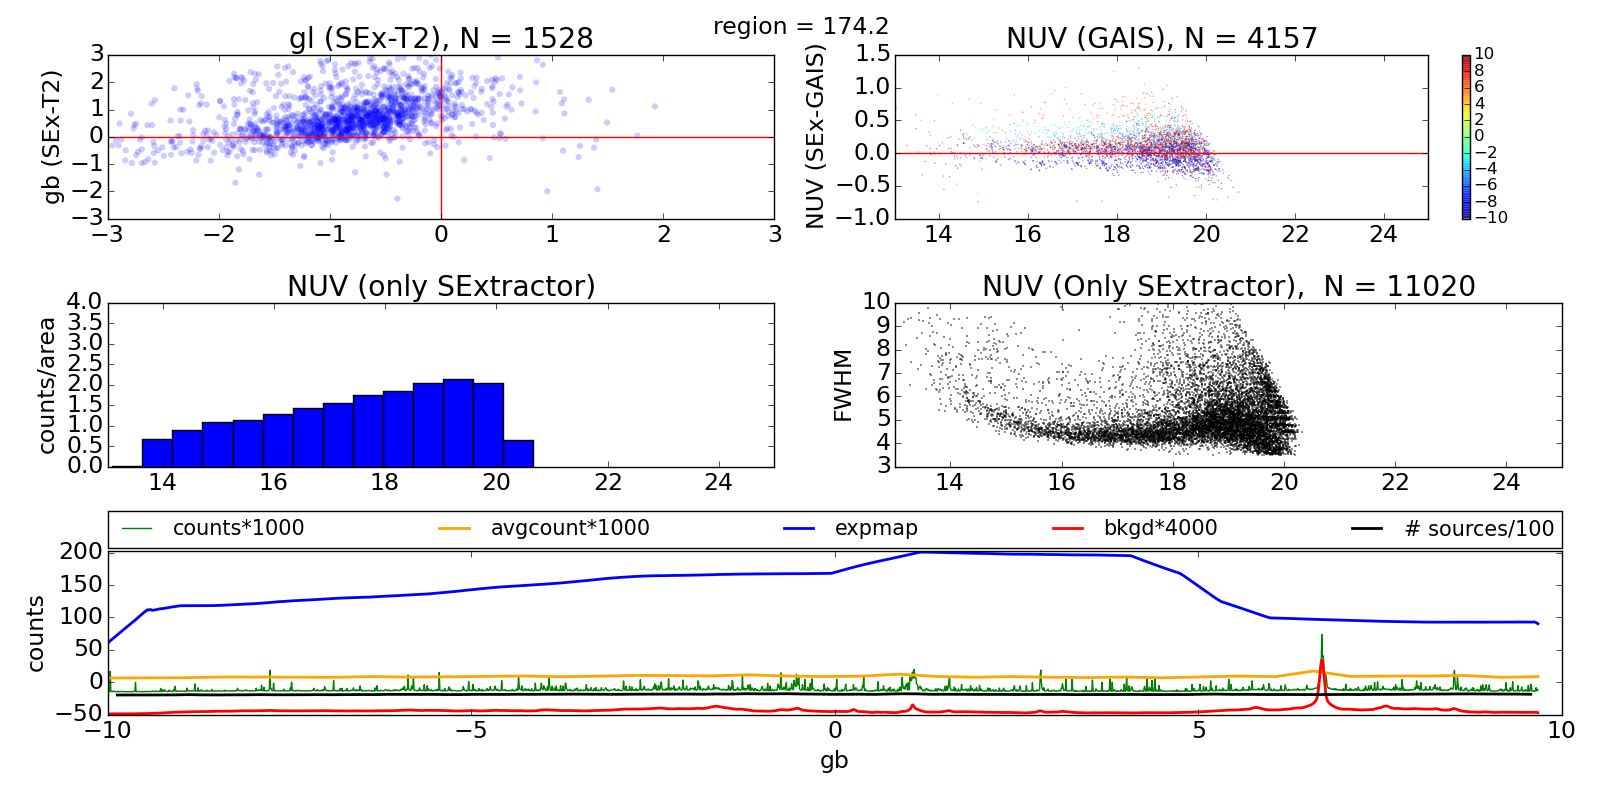 region = 174.2
gl (SEx-T2), N = 1528
gb (SEx-T2)
3
2
1
0
−1
−2
−3
−3 −2 −1 0 1 2 3
NUV (GAIS), N = 4157
NUV (SEx-GAIS)
1.5
1.0
0.5
0.0
−0.5
−1.0
14 16 18 20 22 24
10
8
6
4
2
0
−2
−4
−6
−8
−10
NUV (only SExtractor)
counts/area
4.0
3.5
3.0
2.5
2.0
1.5
1.0
0.5
0.0
14 16 18 20 22 24
NUV (Only SExtractor),  N = 11020
FWHM
10
9
8
7
6
5
4
3
14 16 18 20 22 24
counts*1000 avgcount*1000 expmap bkgd*4000 # sources/100
counts
200
150
100
50
0
−50
−10 −5 0 5 10
gb